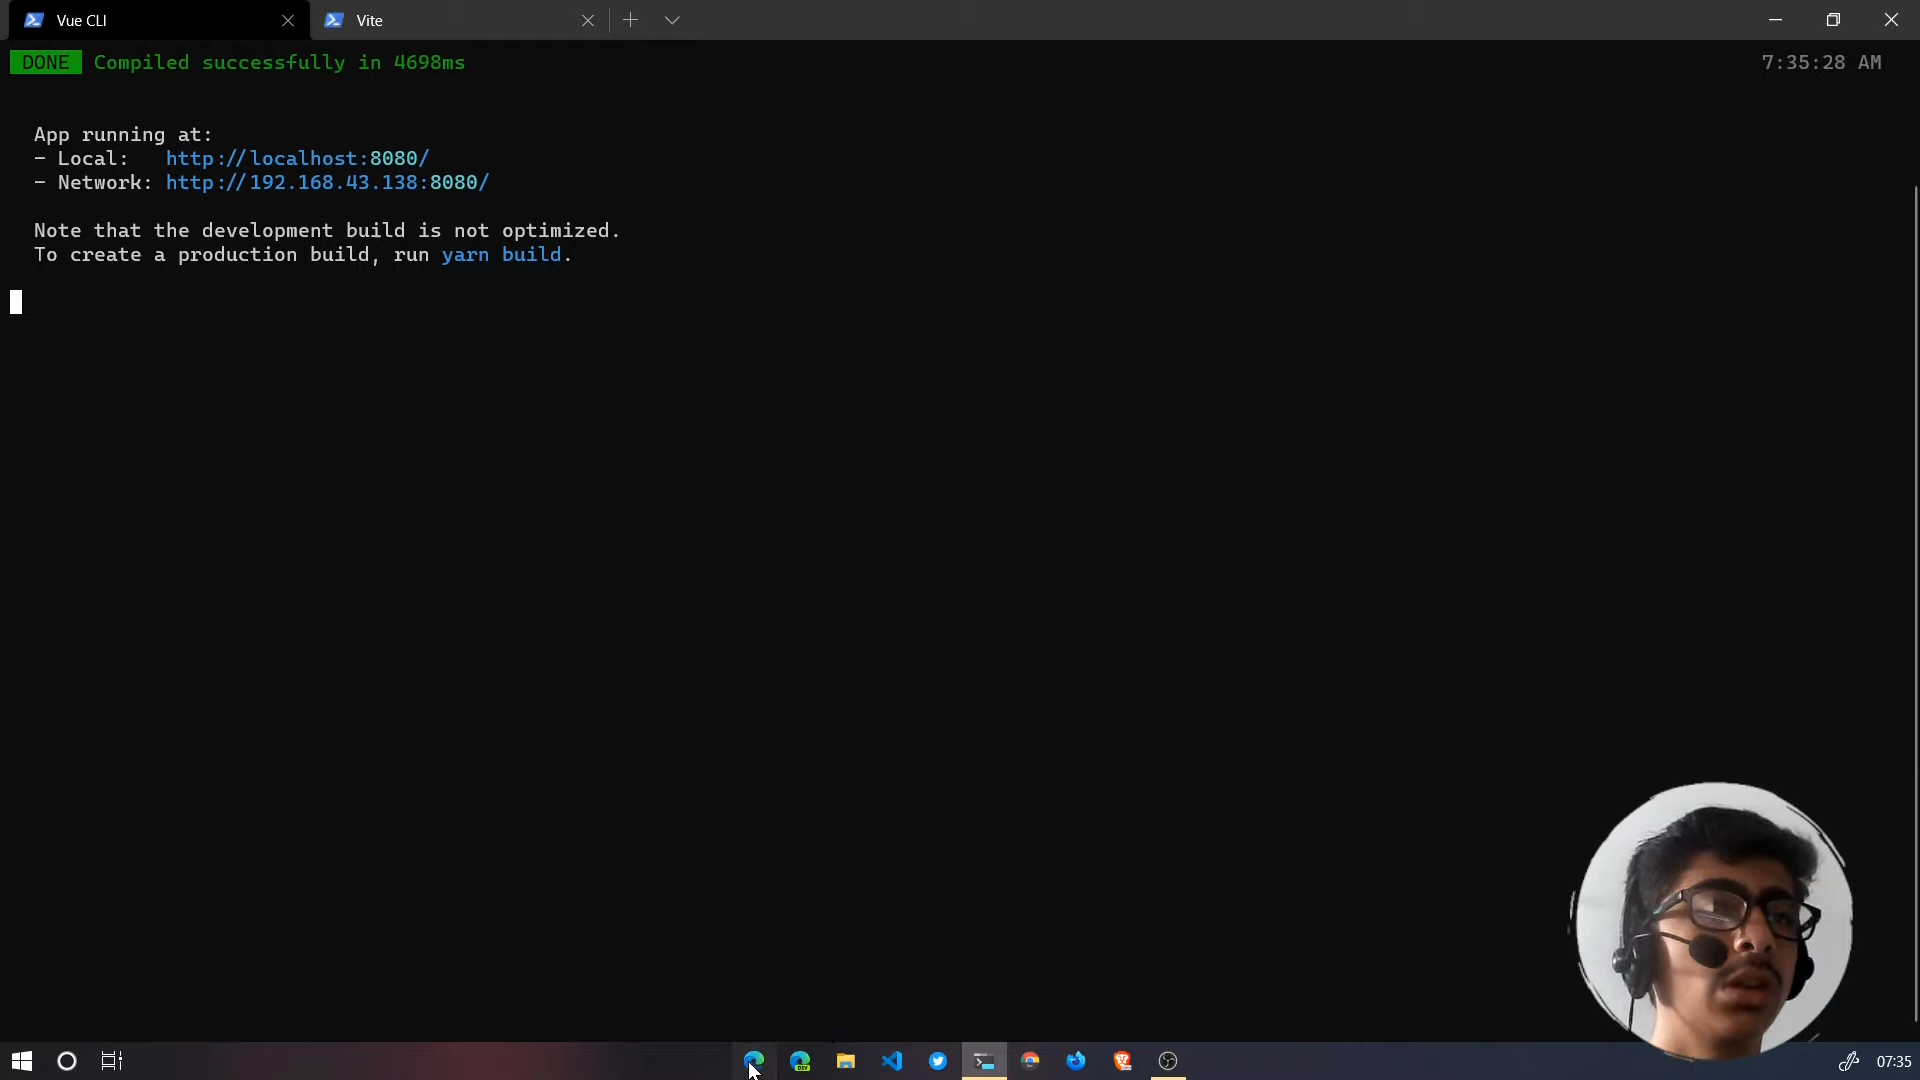 Vue CLI
Vite
DONE Compiled successfully in 4698ms
7:35:28 AM
App running at:
- Local: http://localhost:8080/
- Network: http://192.168.43.138:8080/
Note that the development build is not optimized.
To create a production build, run yarn build.
DEV
07:35